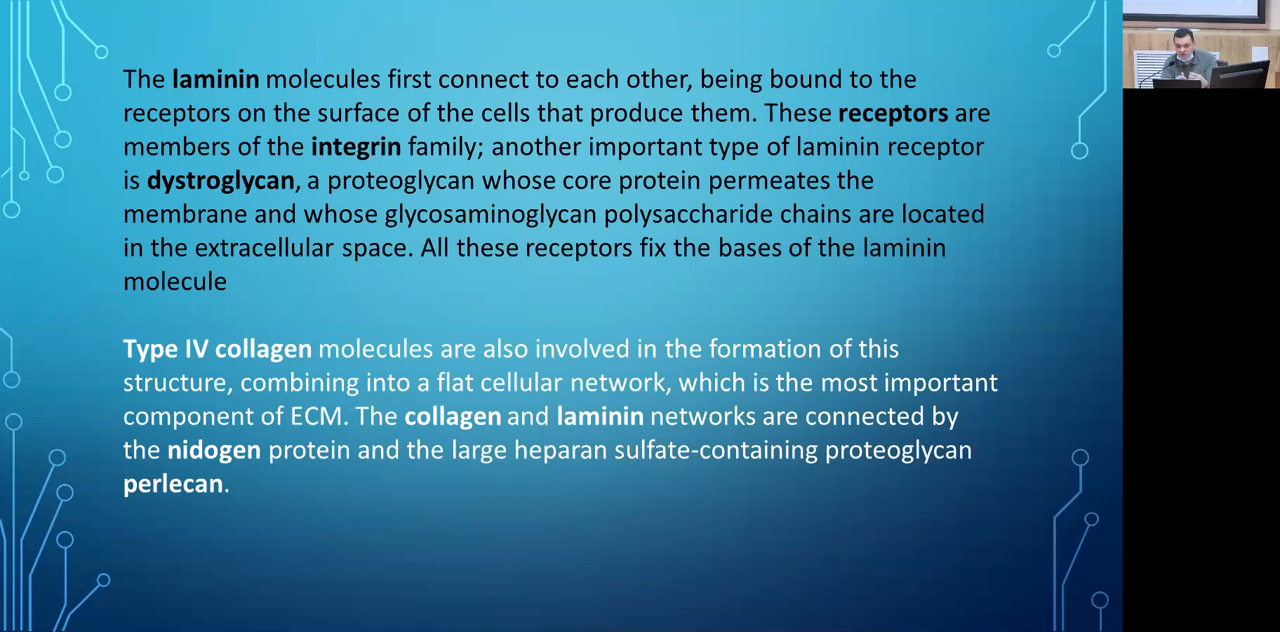 The laminin molecules first connect to each other, being bound to the
receptors on the surface of the cells that produce them. These receptors are
members of the integrin family; another important type of laminin receptor
is dystroglycan, a proteoglycan whose core protein permeates the
membrane and whose glycosaminoglycan polysaccharide chains are located
in the extracellular space. All these receptors fix the bases of the laminin
molecule
Type IV collagen molecules are also involved in the formation of this
structure, combining into a flat cellular network, which is the most important
component of ECM. The collagen and laminin networks are connected by
the nidogen protein and the large heparan sulfate-containing proteoglycan
perlecan.